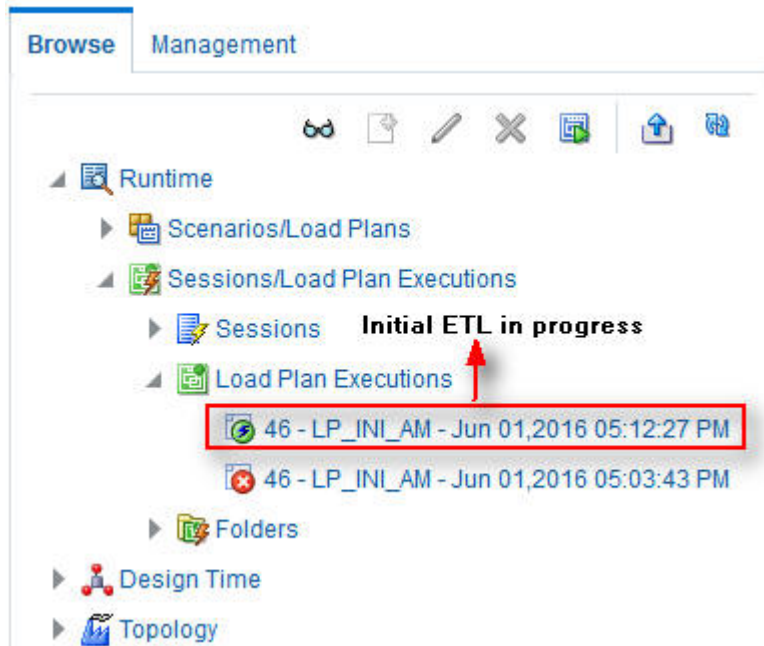 Browse Management
Runtime
Scenarios/Load Plans
Sessions/Load Plan Executions
Sessions Initial ETL in progress
Load Plan Executions
46 - LP_INI_AM - Jun 01,2016 05:12:27 PM
46 - LP_INI_AM - Jun 01,2016 05:03:43 PM
Folders
Design Time
Topology